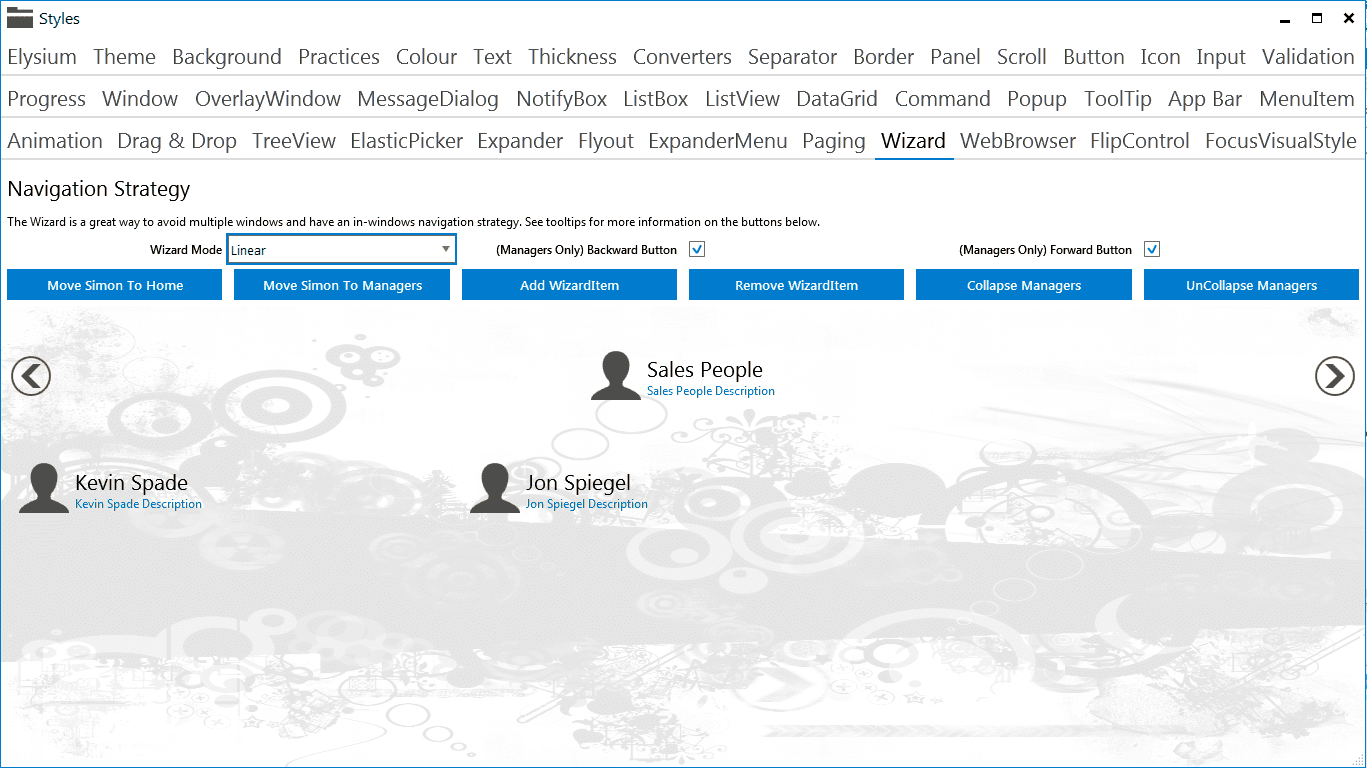 Styles
Elysium Theme Background Practices Colour Text Thickness Converters Separator Border Panel Scroll Button Icon Input Validation
Progress Window OverlayWindow MessageDialog NotifyBox ListBox ListView DataGrid Command Popup ToolTip App Bar MenuItem
Animation Drag & Drop TreeView ElasticPicker Expander Flyout ExpanderMenu Paging Wizard WebBrowser FlipControl FocusVisualStyle
Navigation Strategy
The Wizard is a great way to avoid multiple windows and have an in-windows navigation strategy. See tooltips for more information on the buttons below.
Wizard Mode Linear (Managers Only) Backward Button (Managers Only) Forward Button
Move Simon To Home Move Simon To Managers Add WizardItem Remove WizardItem Collapse Managers UnCollapse Managers
Sales People
Sales People Description
Kevin Spade Jon Spiegel
Kevin Spade Description Jon Spiegel Description